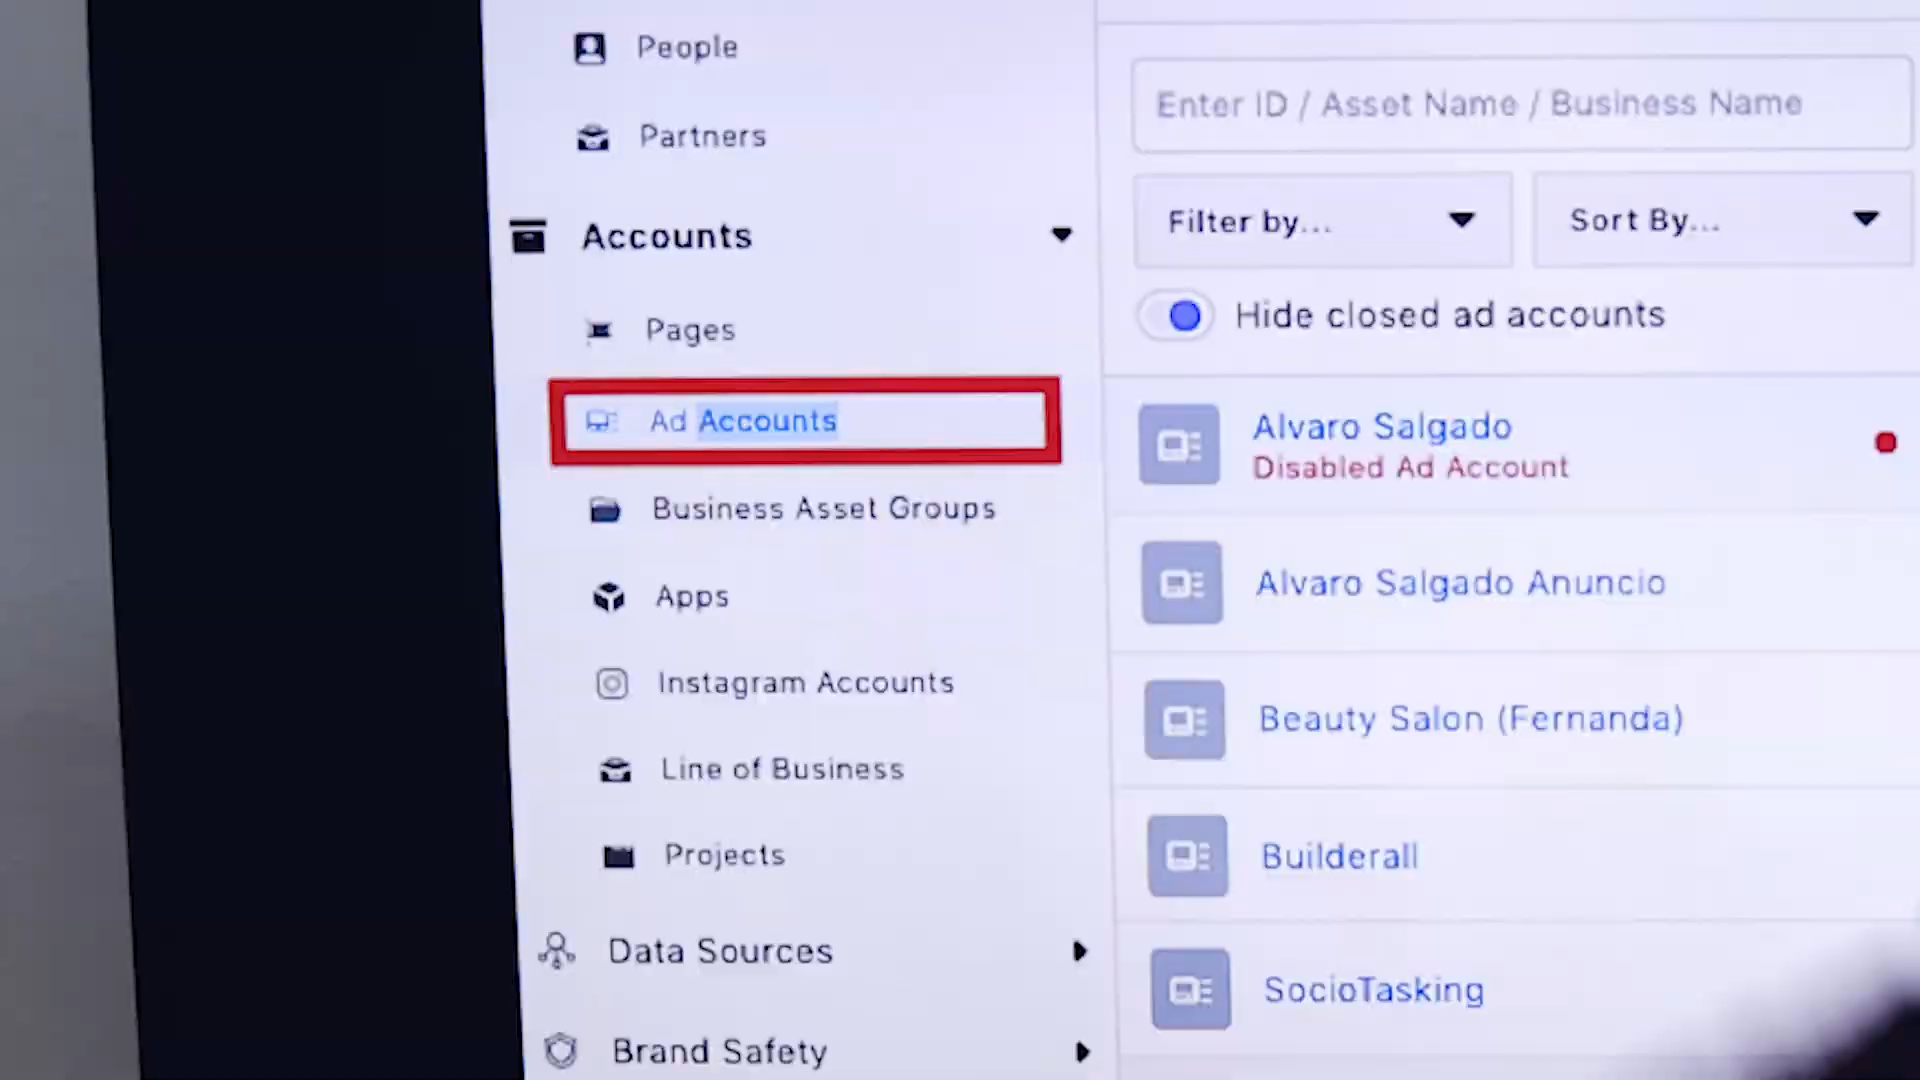 People
Partners
Accounts
Pages
Ad Accounts
Business Asset Groups
Apps
Instagram Accounts
Line of Business
Projects
Data Sources
Brand Safety
Enter ID / Asset Name / Business Name
Filter by...
Sort By...
Hide closed ad accounts
Alvaro Salgado
Disabled Ad Account
Alvaro Salgado Anuncio
Beauty Salon (Fernanda)
Builderall
SocioTasking